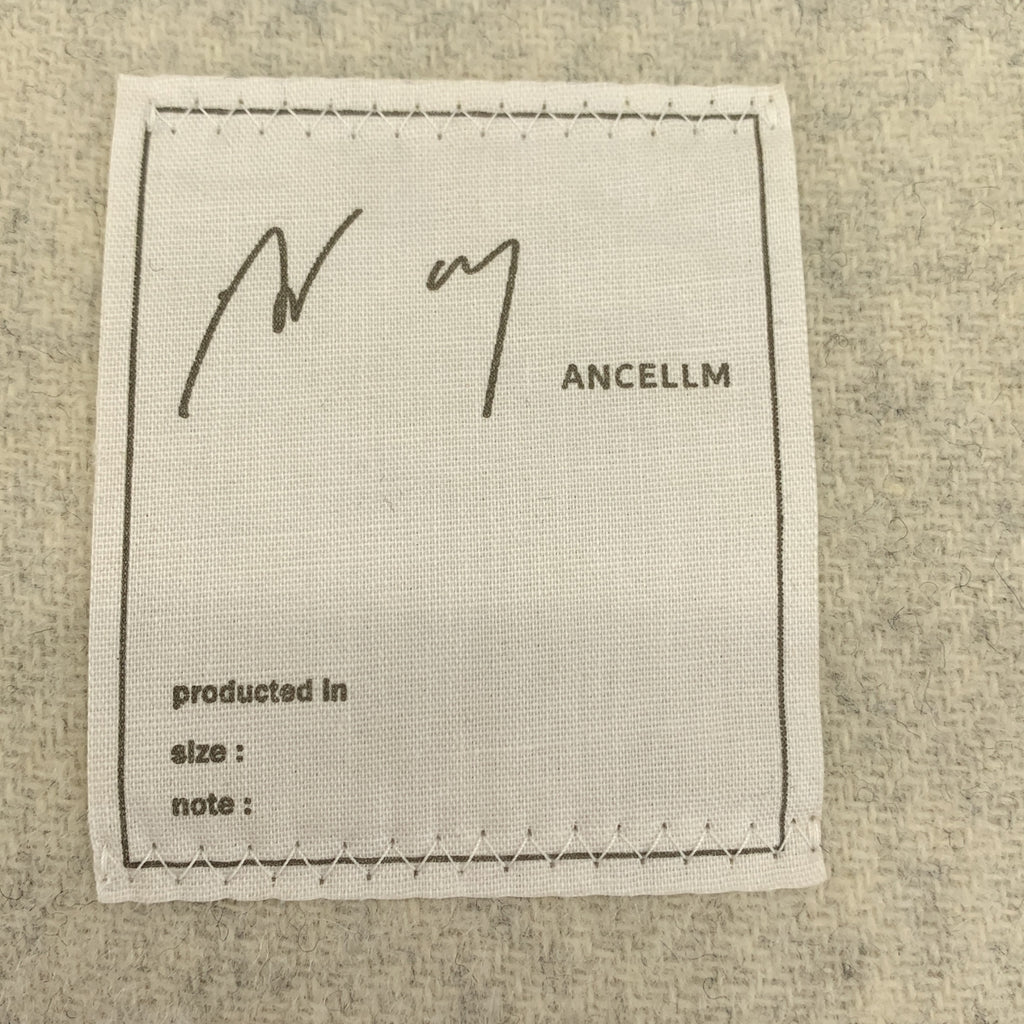 ANCELLM
producted in
size :
note :